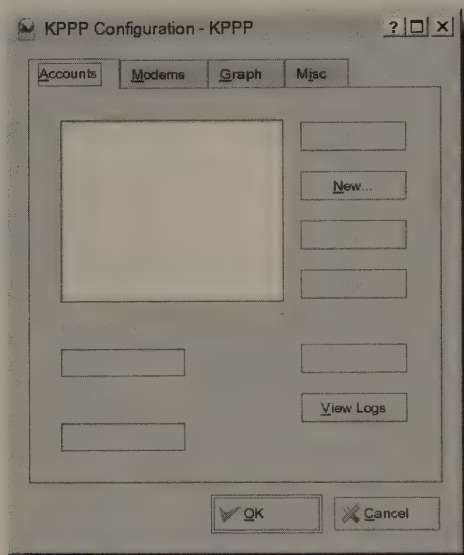 KPPP Configuration - KPPP
Accounts Modems Graph Misc
New...
View Logs
OK Cancel